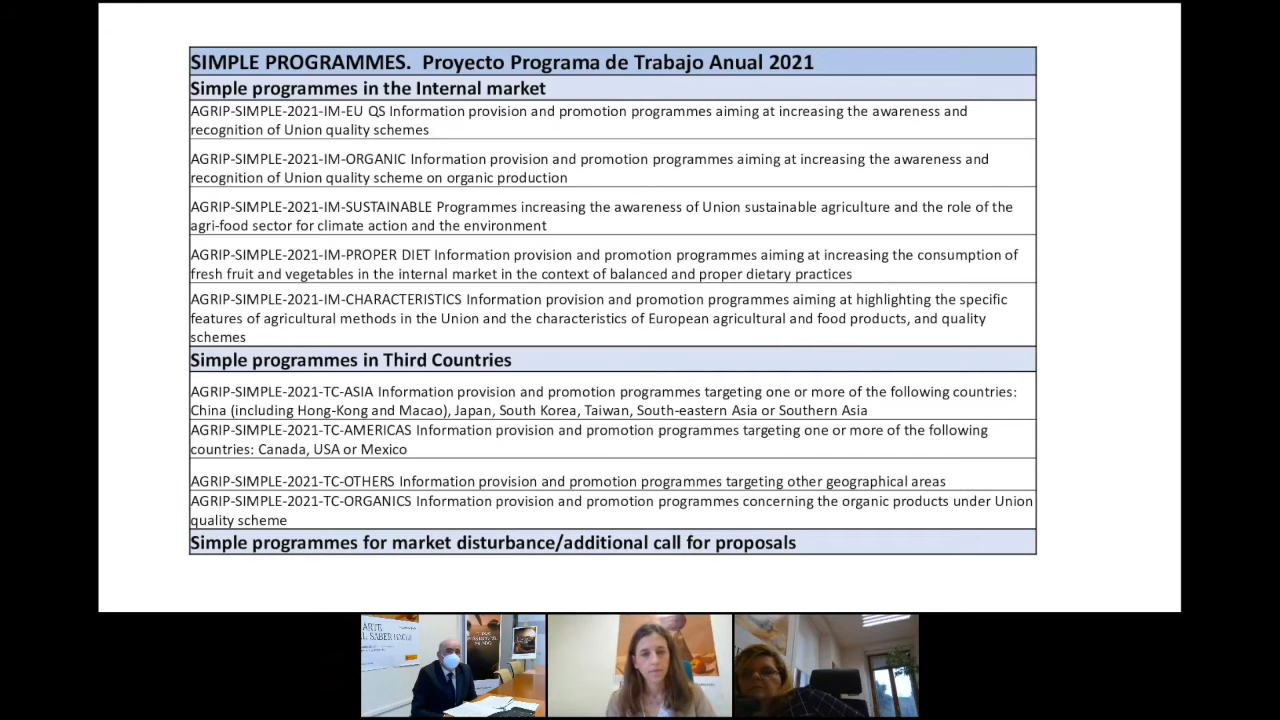 SIMPLE PROGRAMMES.  Proyecto Programa de Trabajo Anual 2021
Simple programmes in the Internal market
AGRIP-SIMPLE-2021-IM-EU QS Information provision and promotion programmes aiming at increasing the awareness and
recognition of Union quality schemes
AGRIP-SIMPLE-2021-IM-ORGANIC Information provision and promotion programmes aiming at increasing the awareness and
recognition of Union quality scheme on organic production
AGRIP-SIMPLE-2021-IM-SUSTAINABLE Programmes increasing the awareness of Union sustainable agriculture and the role of the
agri-food sector for climate action and the environment
AGRIP-SIMPLE-2021-IM-PROPER DIET Information provision and promotion programmes aiming at increasing the consumption of
fresh fruit and vegetables in the internal market in the context of balanced and proper dietary practices
AGRIP-SIMPLE-2021-IM-CHARACTERISTICS Information provision and promotion programmes aiming at highlighting the specific
features of agricultural methods in the Union and the characteristics of European agricultural and food products, and quality
schemes
Simple programmes in Third Countries
AGRIP-SIMPLE-2021-TC-ASIA Information provision and promotion programmes targeting one or more of the following countries:
China (including Hong-Kong and Macao), Japan, South Korea, Taiwan, South-eastern Asia or Southern Asia
AGRIP-SIMPLE-2021-TC-AMERICAS Information provision and promotion programmes targeting one or more of the following
countries: Canada, USA or Mexico
AGRIP-SIMPLE-2021-TC-OTHERS Information provision and promotion programmes targeting other geographical areas
AGRIP-SIMPLE-2021-TC-ORGANICS Information provision and promotion programmes concerning the organic products under Union
quality scheme
Simple programmes for market disturbance/additional call for proposals
ARTE
SABER